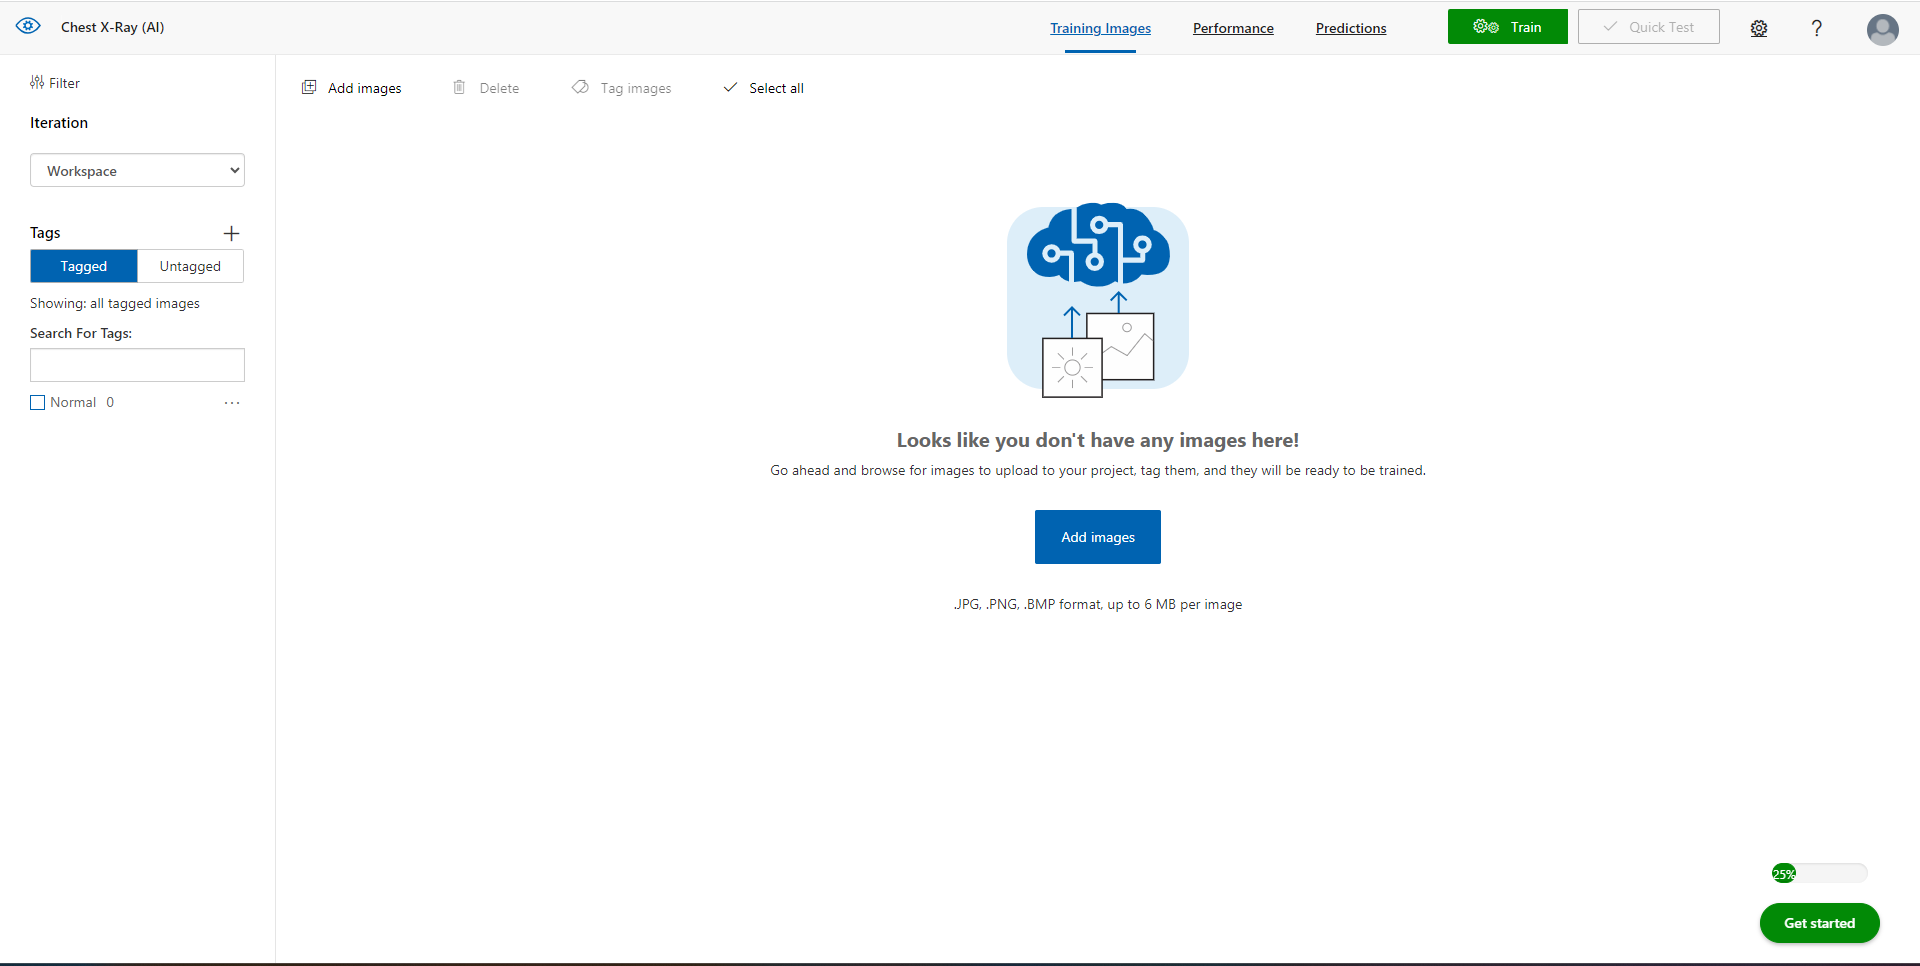 Chest X-Ray (AI)
Training Images
Performance
Predictions
Train
Quick Test
?
Filter
Iteration
Workspace
Tags
Tagged
Untagged
Showing: all tagged images
Search For Tags:
Normal 0
Add images
Delete
Tag images
Select all
Looks like you don't have any images here!
Go ahead and browse for images to upload to your project, tag them, and they will be ready to be trained.
Add images
.JPG, .PNG, .BMP format, up to 6 MB per image
25%
Get started